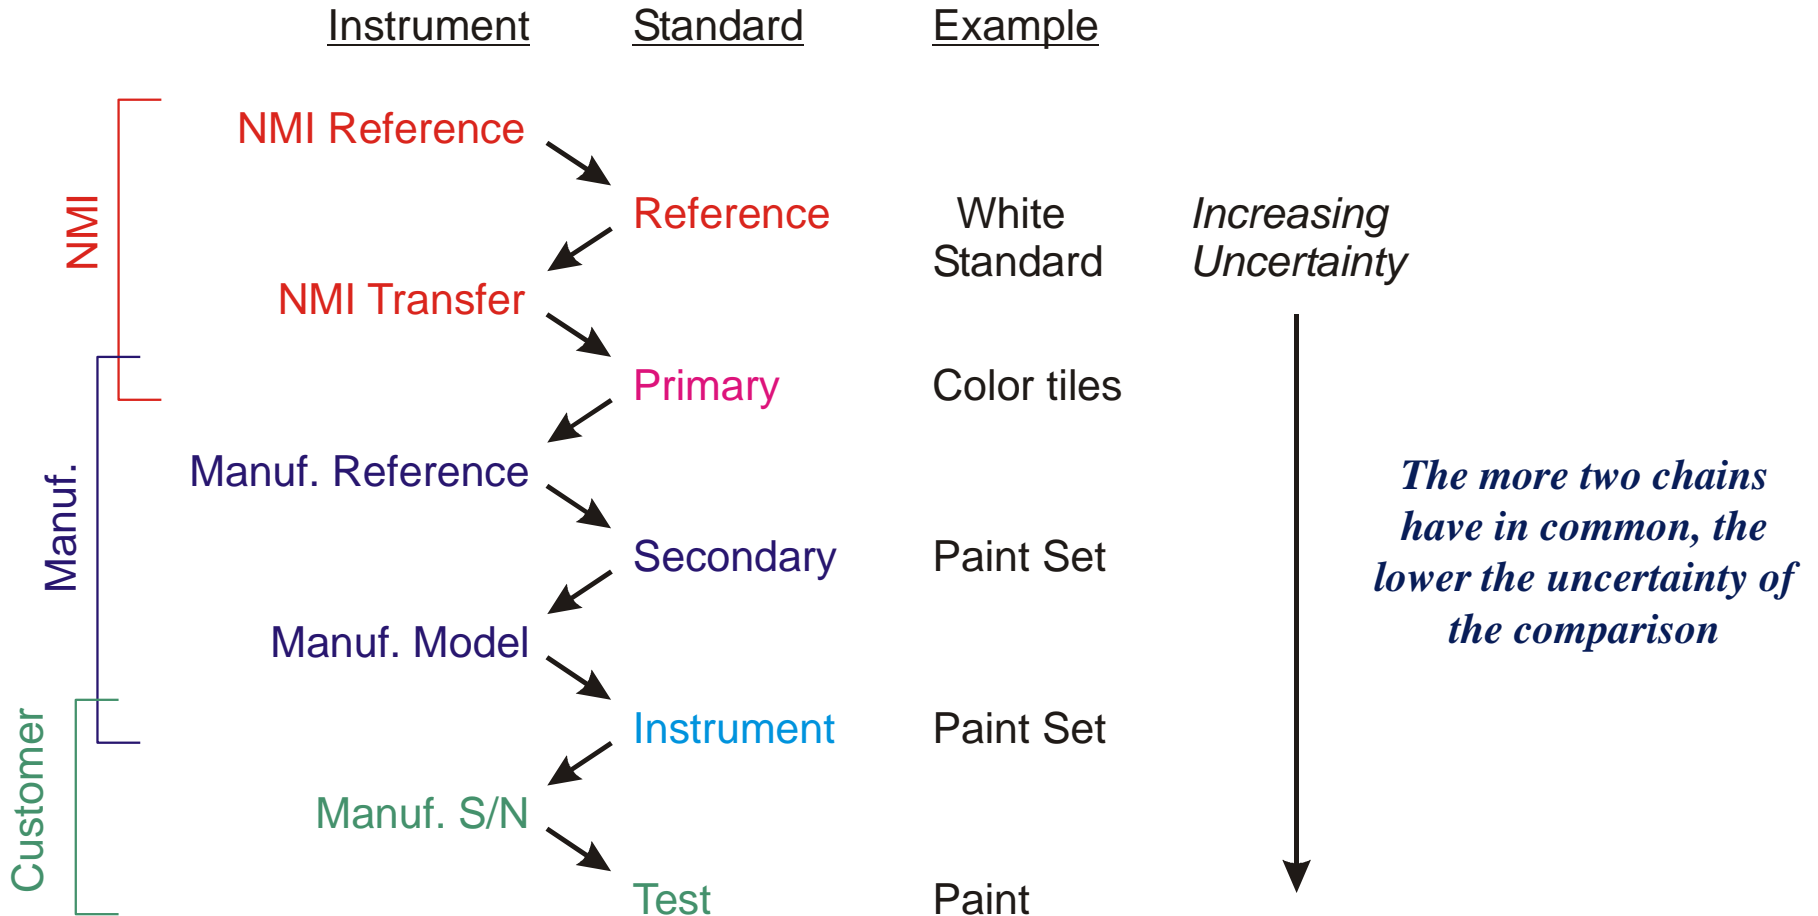 Instrument Standard Example
NMI Reference
NMI
Reference White Increasing
Standard Uncertainty
NMI Transfer
Primary Color tiles
Manuf.
Manuf. Reference
The more two chains
have in common, the
lower the uncertainty of
the comparison
Secondary Paint Set
Manuf. Model
Customer
Instrument Paint Set
Manuf. S/N
Test Paint